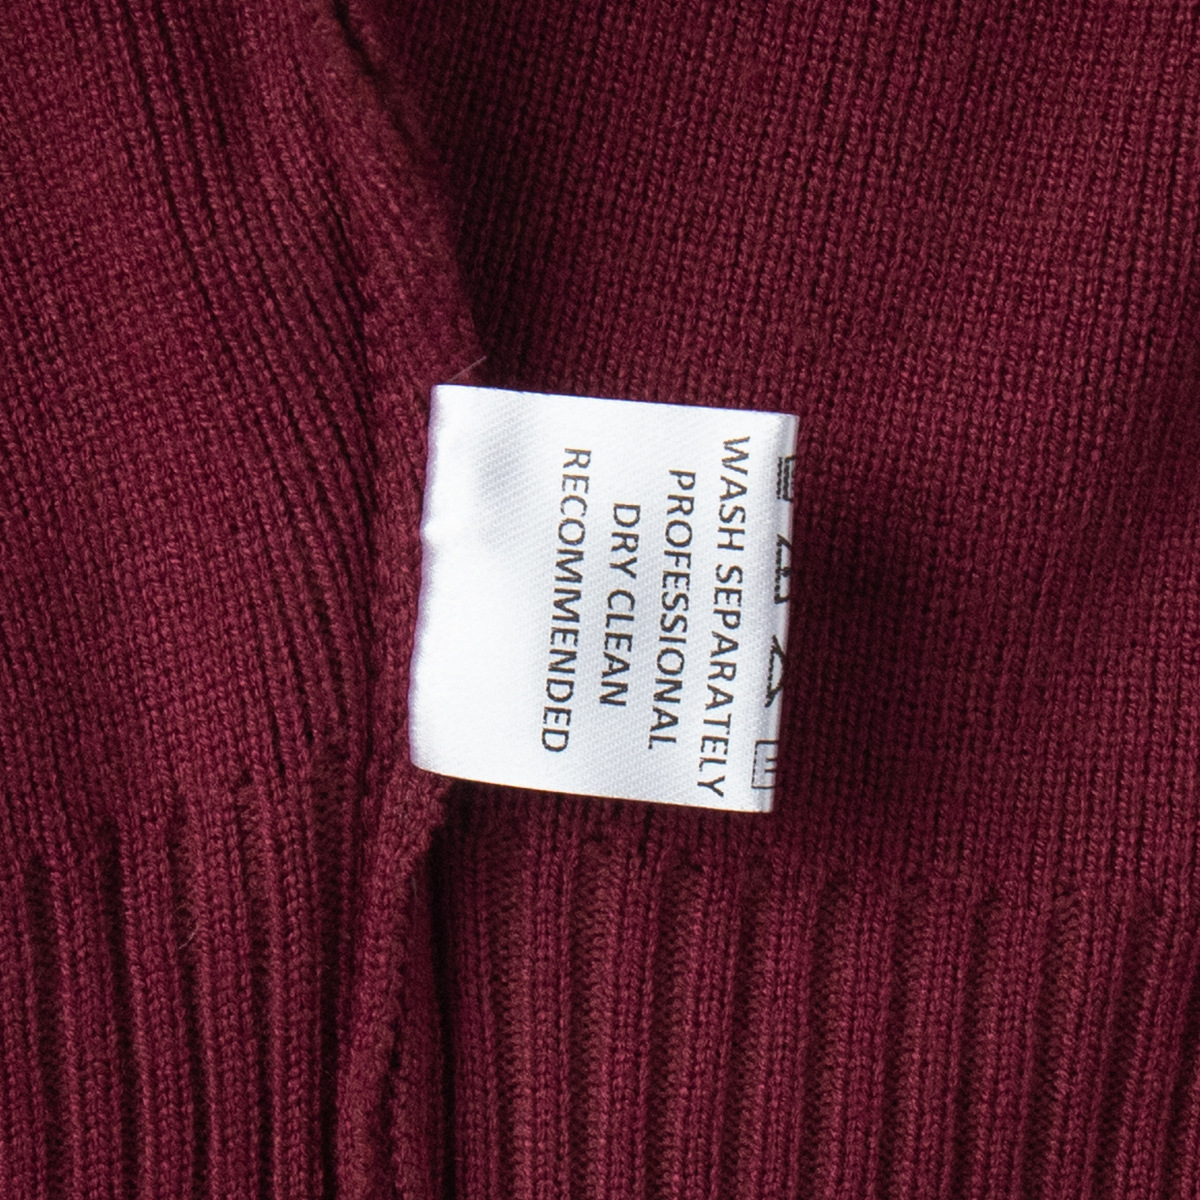 WASH SEPARATELY
PROFESSIONAL
DRY CLEAN
RECOMMENDED